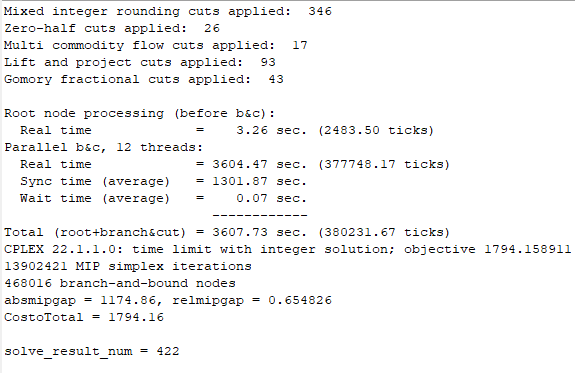 Mixed integer rounding cuts applied:  346
Zero-half cuts applied:  26
Multi commodity flow cuts applied:  17
Lift and project cuts applied:  93
Gomory fractional cuts applied:  43

Root node processing (before b&c):
  Real time             =    3.26 sec. (2483.50 ticks)
Parallel b&c, 12 threads:
  Real time             = 3604.47 sec. (377748.17 ticks)
  Sync time (average)   = 1301.87 sec.
  Wait time (average)   =    0.07 sec.
                          ------------
Total (root+branch&cut) = 3607.73 sec. (380231.67 ticks)
CPLEX 22.1.1.0: time limit with integer solution; objective 1794.158911
13902421 MIP simplex iterations
468016 branch-and-bound nodes
absmipgap = 1174.86, relmipgap = 0.654826
CostoTotal = 1794.16

solve_result_num = 422